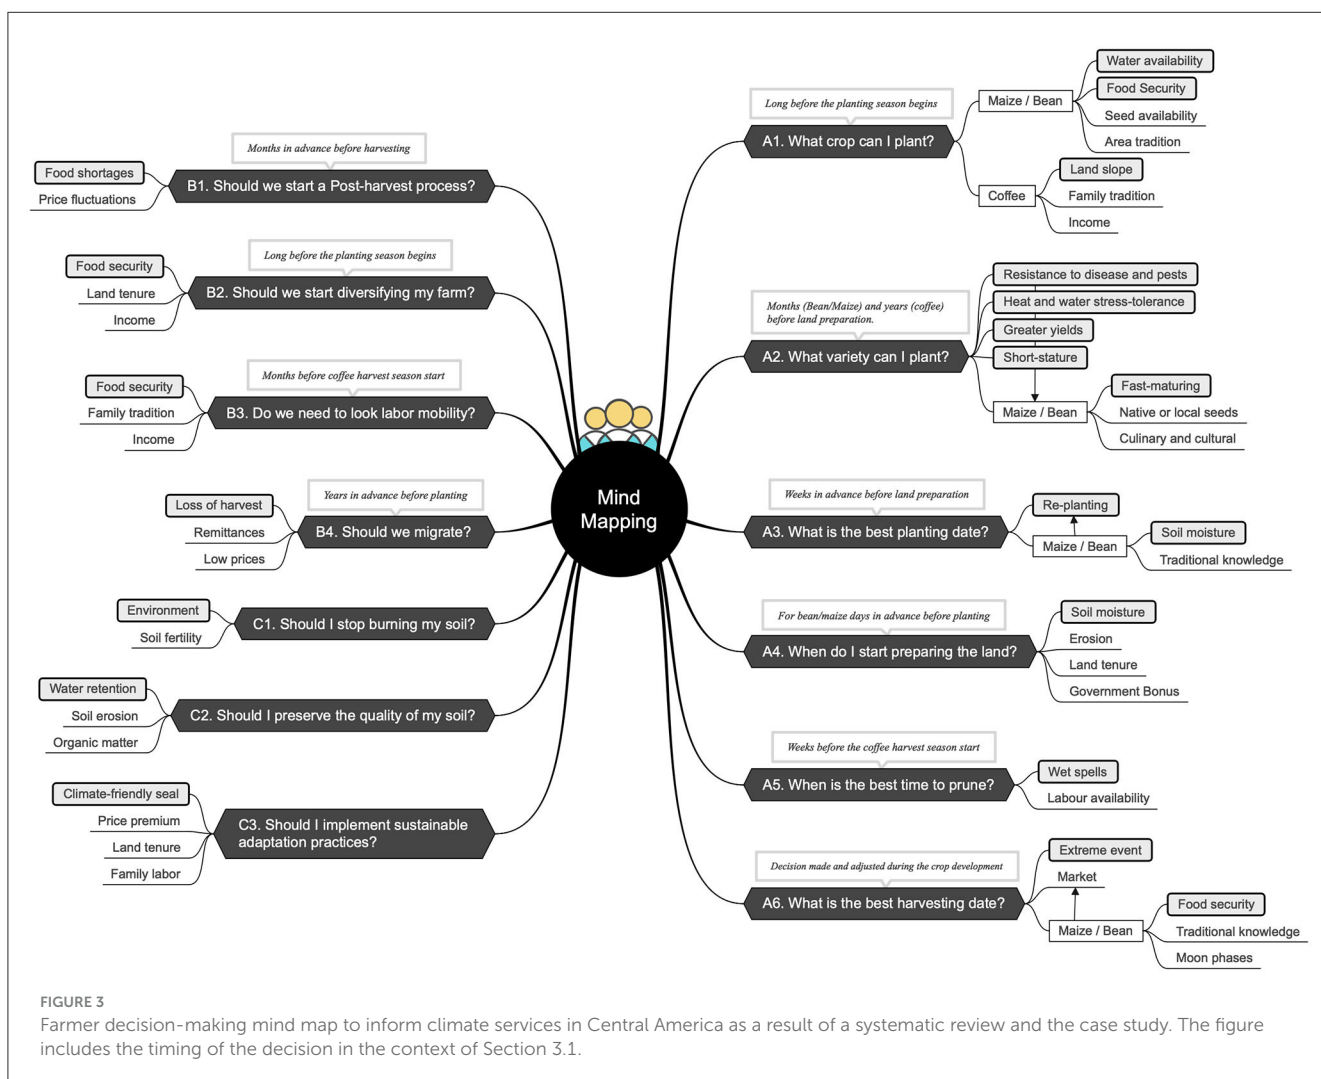 Months in advance before harvesting
B1. Should we start a Post-harvest process?
Food shortages
Price fluctuations
Long before the planting season begins
B2. Should we start diversifying my farm?
Food security
Land tenure
Income
Months before coffee harvest season start
B3. Do we need to look labor mobility?
Food security
Family tradition
Income
Years in advance before planting
B4. Should we migrate?
Loss of harvest
Remittances
Low prices
C1. Should I stop burning my soil?
Environment
Soil fertility
C2. Should I preserve the quality of my soil?
Water retention
Soil erosion
Organic matter
C3. Should I implement sustainable
adaptation practices?
Climate-friendly seal
Price premium
Land tenure
Family labor
Mind
Mapping
Long before the planting season begins
A1. What crop can I plant?
Maize / Bean
Water availability
Food Security
Seed availability
Area tradition
Coffee
Land slope
Family tradition
Income
Months (Bean/Maize) and years (coffee)
before land preparation.
A2. What variety can I plant?
Resistance to disease and pests
Heat and water stress-tolerance
Greater yields
Short-stature
Maize / Bean
Fast-maturing
Native or local seeds
Culinary and cultural
Weeks in advance before land preparation
A3. What is the best planting date?
Re-planting
Maize / Bean
Soil moisture
Traditional knowledge
For bean/maize days in advance before planting
A4. When do I start preparing the land?
Soil moisture
Erosion
Land tenure
Government Bonus
Weeks before the coffee harvest season start
A5. When is the best time to prune?
Wet spells
Labour availability
Decision made and adjusted during the crop development
A6. What is the best harvesting date?
Extreme event
Market
Maize / Bean
Food security
Traditional knowledge
Moon phases
FIGURE 3
Farmer decision-making mind map to inform climate services in Central America as a result of a systematic review and the case study. The figure
includes the timing of the decision in the context of Section 3.1.